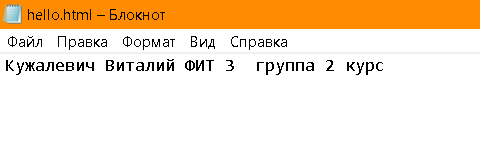 hello.html – Блокнот
Файл Правка Формат Вид Справка
Кужалевич Виталий ФИТ 3  группа 2 курс